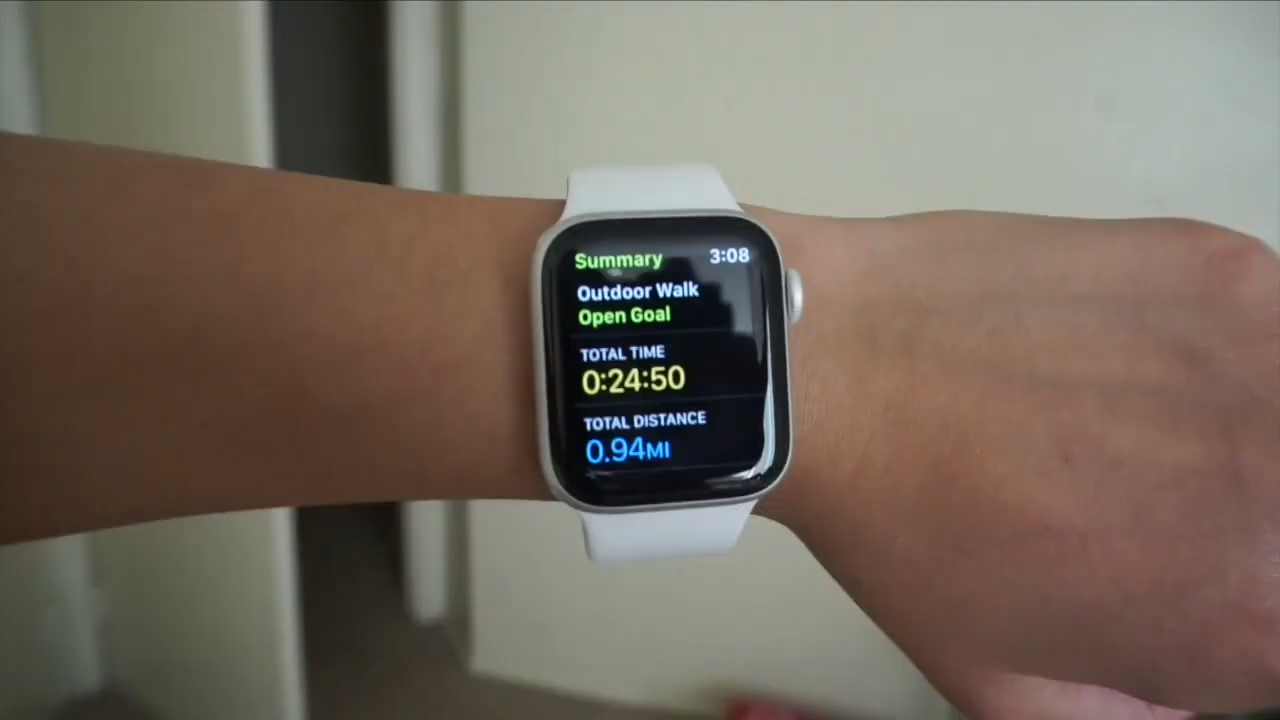 Summary 3:08
Outdoor Walk
Open Goal
TOTAL TIME
0:24:50
TOTAL DISTANCE
0.94MI